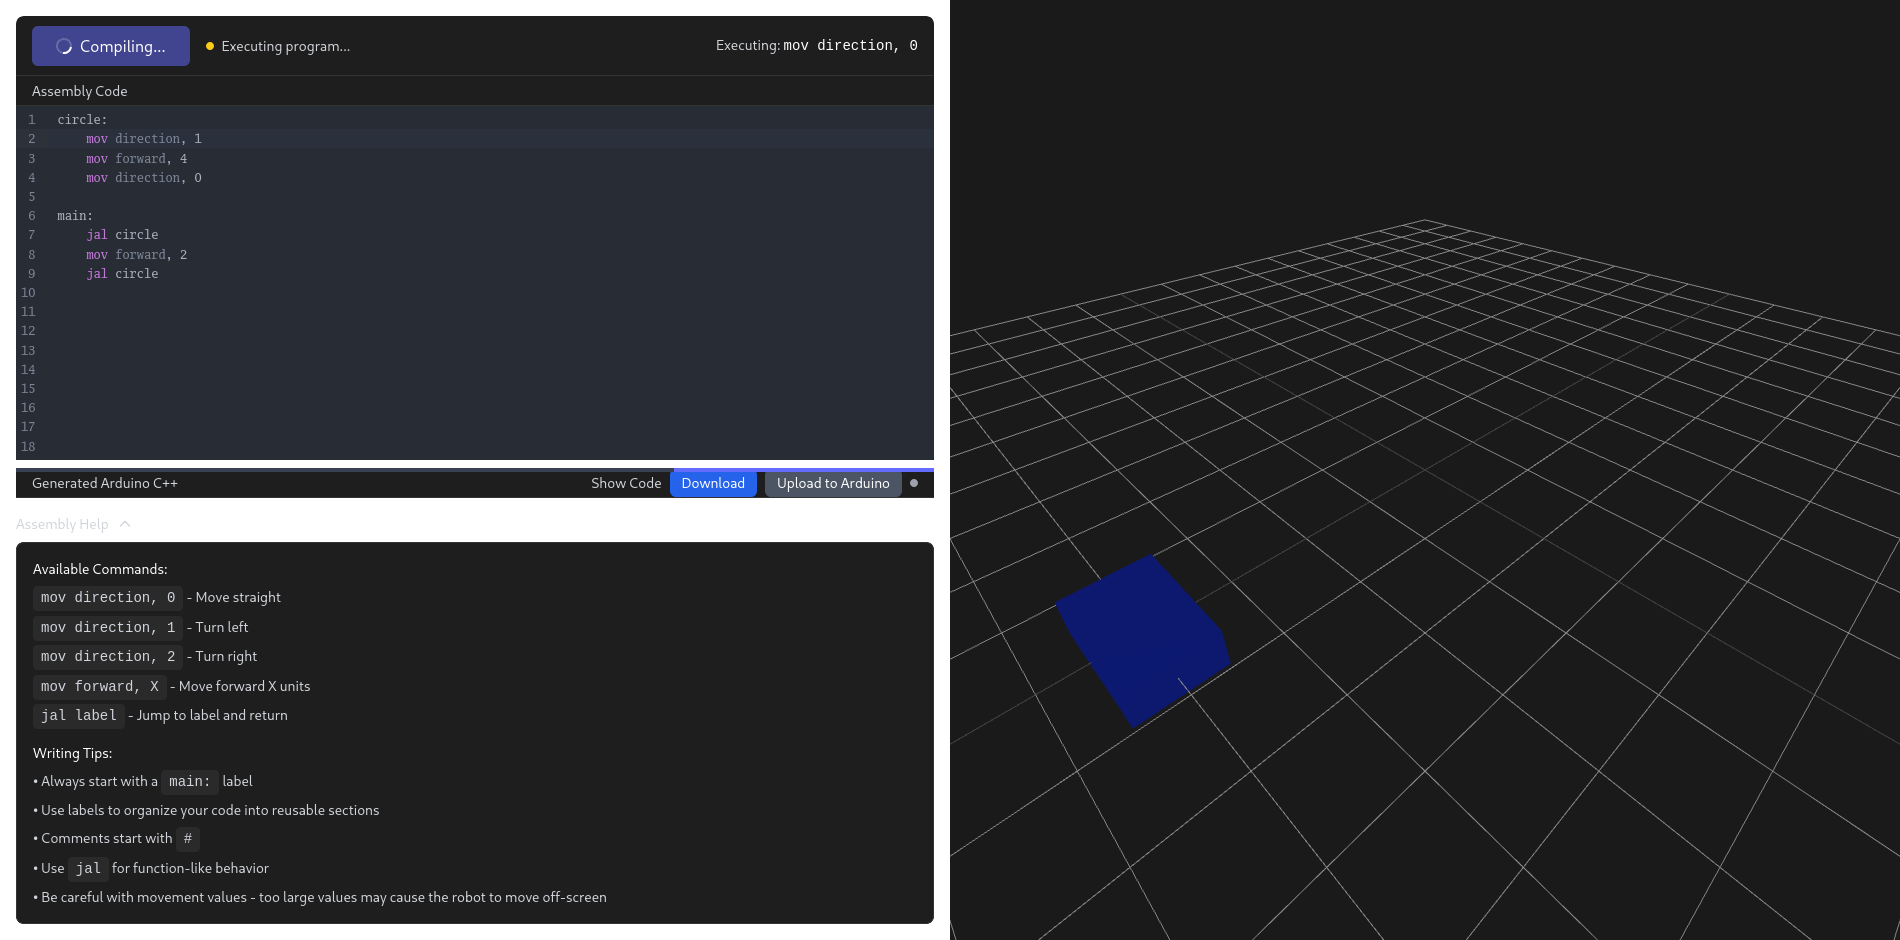 Compiling... Executing program... Executing: mov direction, 0
Assembly Code
1 circle:
2 mov direction, 1
3 mov forward, 4
4 mov direction, 0
5
6 main:
7 jal circle
8 mov forward, 2
9 jal circle
10
11
12
13
14
15
16
17
18
Generated Arduino C++ Show Code Download Upload to Arduino
Assembly Help
Available Commands:
mov direction, 0 - Move straight
mov direction, 1 - Turn left
mov direction, 2 - Turn right
mov forward, X - Move forward X units
jal label - Jump to label and return
Writing Tips:
• Always start with a main: label
• Use labels to organize your code into reusable sections
• Comments start with #
• Use jal for function-like behavior
• Be careful with movement values - too large values may cause the robot to move off-screen